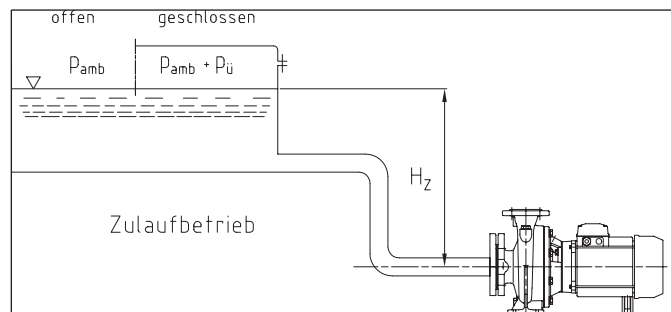 offen geschlossen
Pamb Pamb + Pü
Hz
Zulaufbetrieb